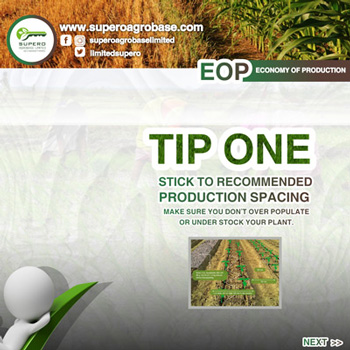 www.superoagrobase.com
superoagrobaselimited
limitedsupero
SUPERO
EOP ECONOMY OF PRODUCTION
TIP ONE
STICK TO RECOMMENDED
PRODUCTION SPACING
MAKE SURE YOU DON'T OVER POPULATE
OR UNDER STOCK YOUR PLANT.
NEXT